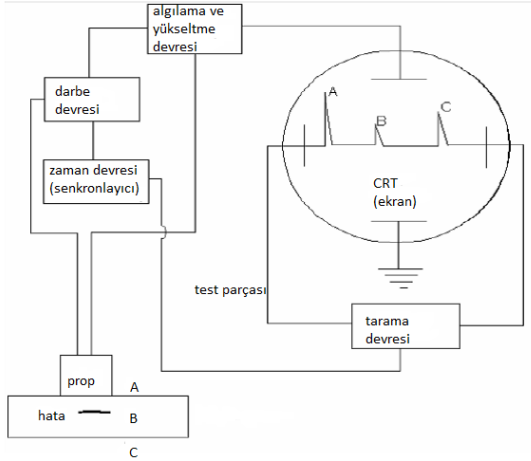 algılama ve
yükseltme
devresi
darbe
devresi
zaman devresi
(senkronlayıcı)
A
B
C
CRT
(ekran)
test parçası
tarama
devresi
prop
A
hata
B
C